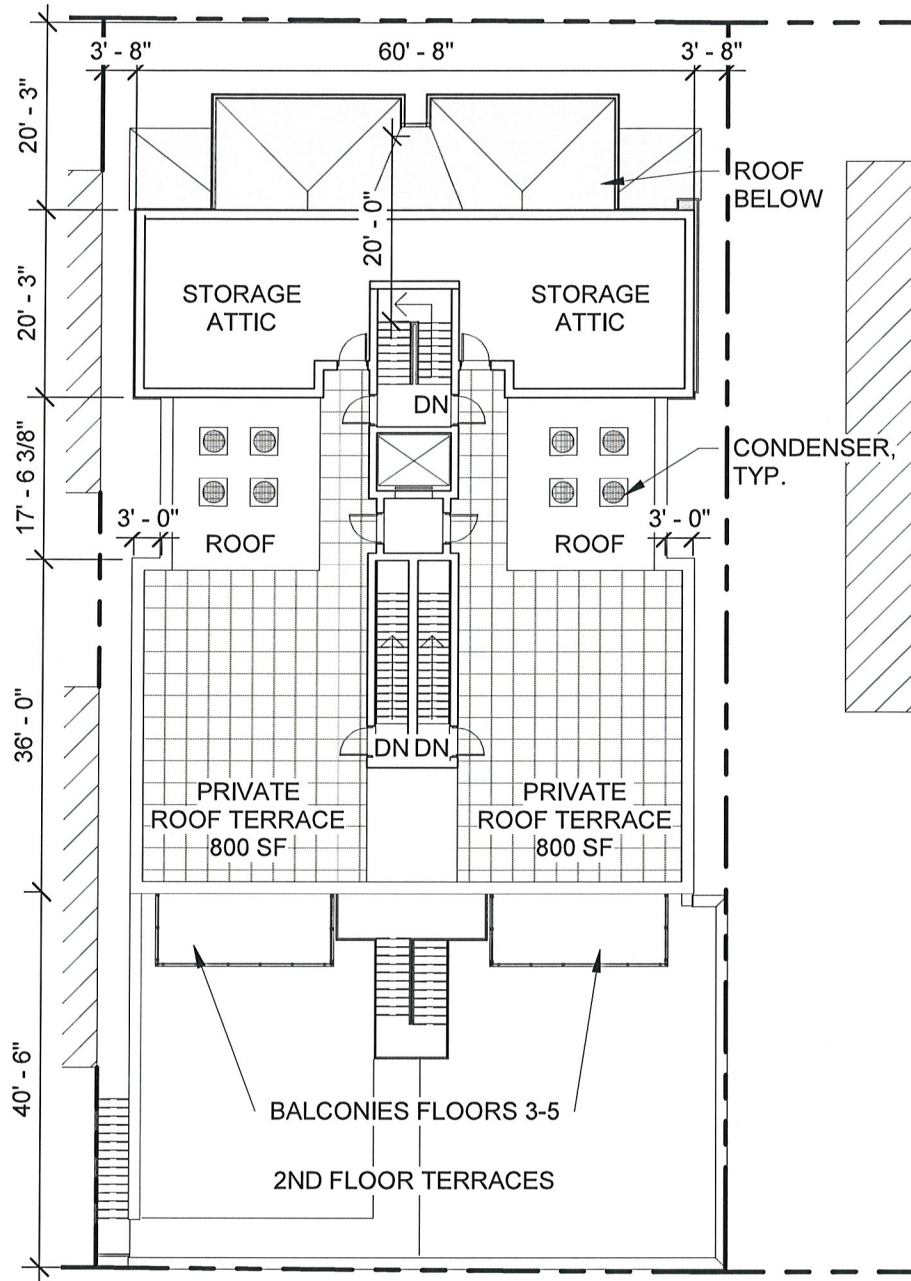 3' - 8"
60' - 8"
3' - 8"
20' - 3"
ROOF
BELOW
20' - 0"
20' - 3"
STORAGE
ATTIC
STORAGE
ATTIC
DN
17' - 6 3/8"
CONDENSER,
TYP.
3' - 0"
3' - 0"
ROOF
ROOF
36' - 0"
DN
DN
PRIVATE
ROOF TERRACE
800 SF
PRIVATE
ROOF TERRACE
800 SF
40' - 6"
BALCONIES FLOORS 3-5
2ND FLOOR TERRACES